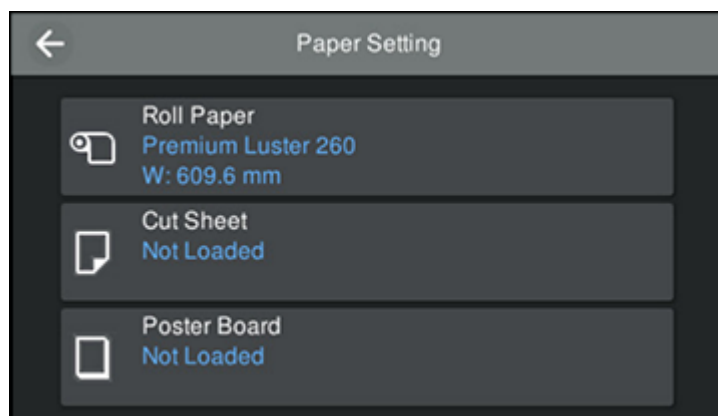 Paper Setting
Roll Paper
Premium Luster 260
W: 609.6 mm
Cut Sheet
Not Loaded
Poster Board
Not Loaded